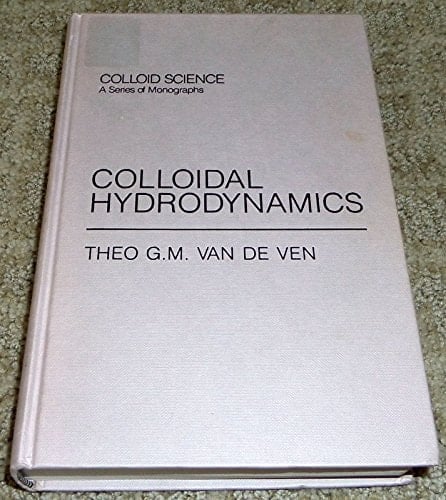 COLLOID SCIENCE
A Series of Monographs
COLLOIDAL
HYDRODYNAMICS
THEO G.M. VAN DE VEN